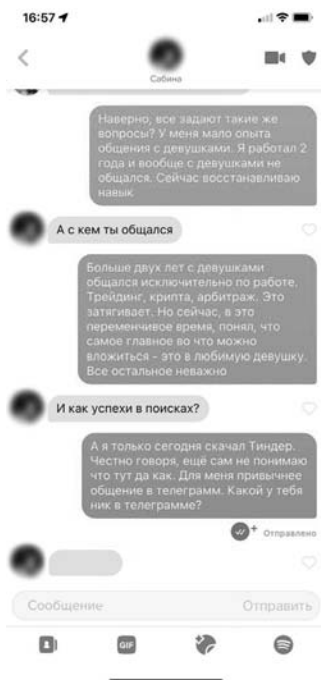 16:57
Сабина
Наверно, все задают такие же
вопросы? У меня мало опыта
общения с девушками. Я работал 2
года и вообще с девушками не
общался. Сейчас восстанавливаю
навык
А с кем ты общался
Больше двух лет с девушками
общался исключительно по работе.
Трейдинг, крипта, арбитраж. Это
затягивает. Но сейчас, в это
переменчивое время, понял, что
самое главное во что можно
вложиться - это в любимую девушку.
Все остальное неважно
И как успехи в поисках?
А я только сегодня скачал Тиндер.
Честно говоря, ещё сам не понимаю
что тут да как. Для меня привычнее
общение в телеграмм. Какой у тебя
ник в телеграмме?
Отправлено
Сообщение Отправить
GIF